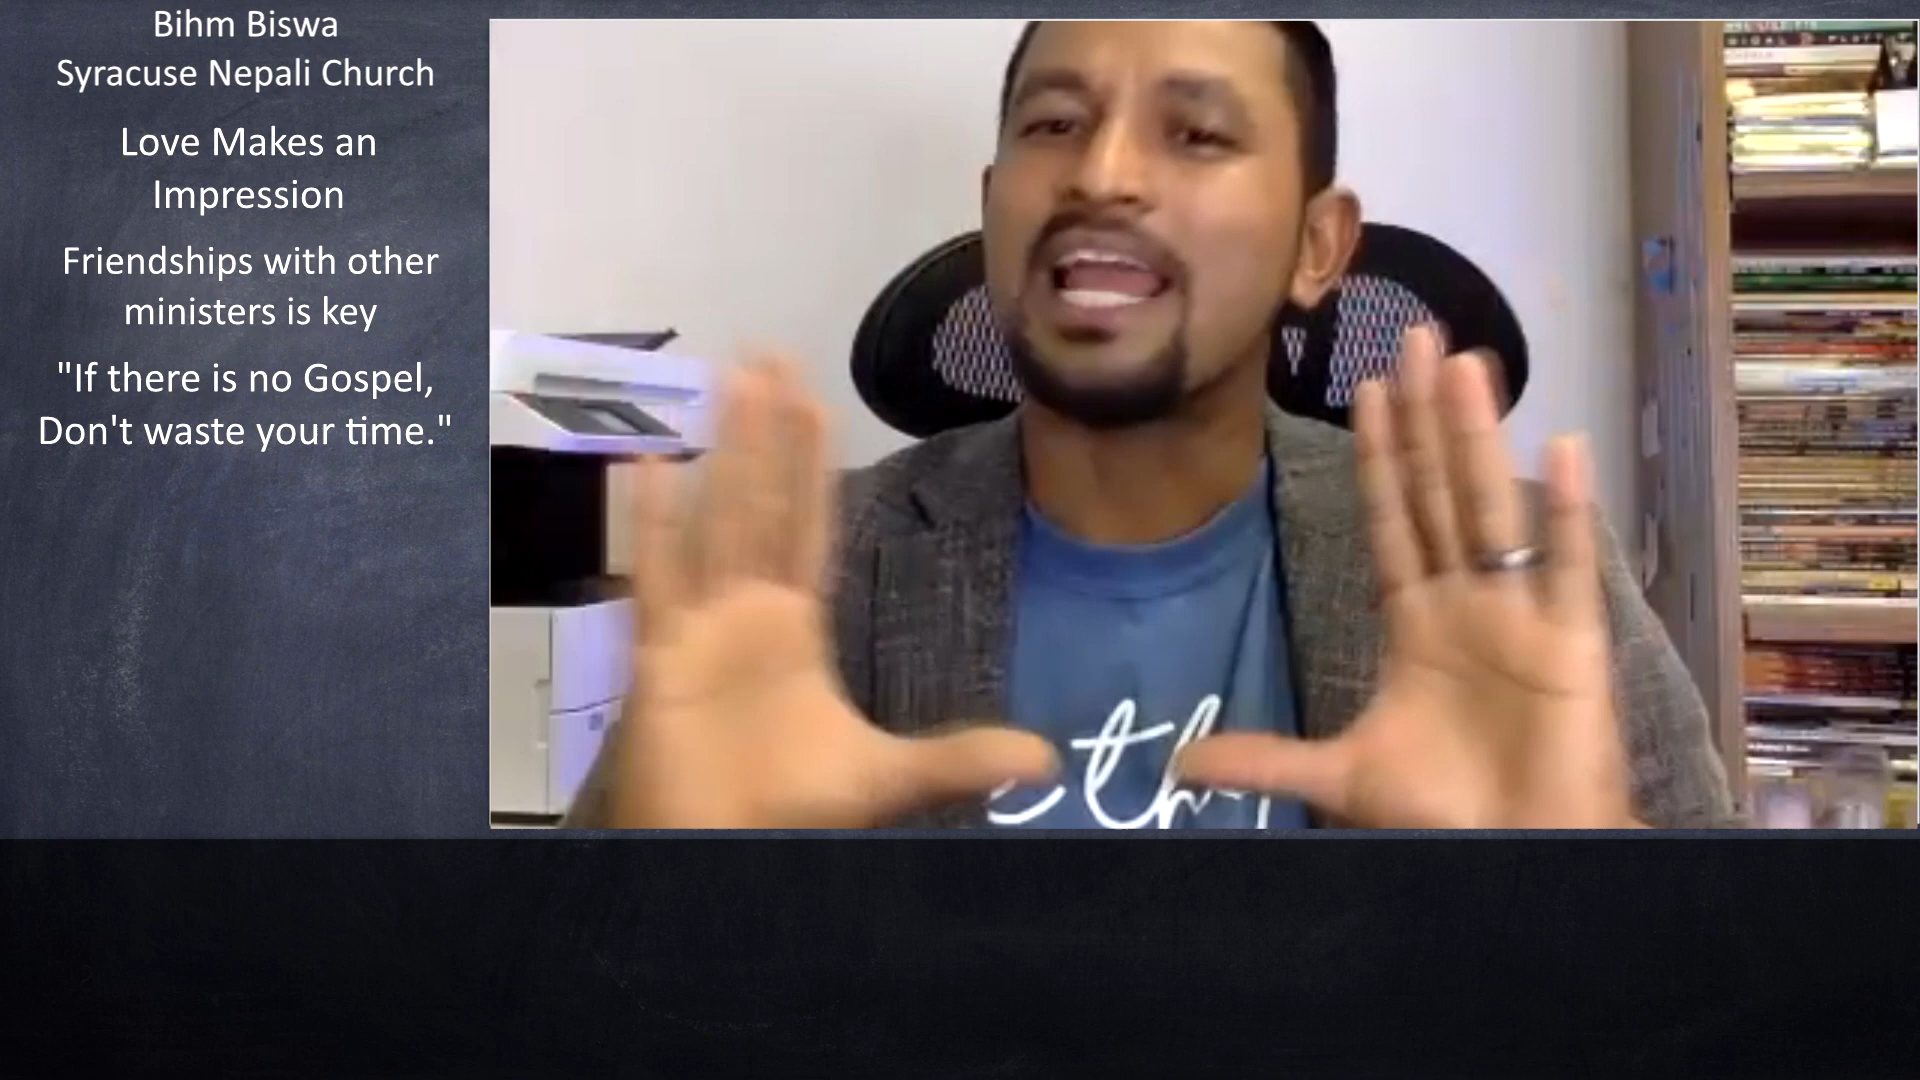 Bihm Biswa
Syracuse Nepali Church
Love Makes an
Impression
Friendships with other
ministers is key
"If there is no Gospel,
Don't waste your time."